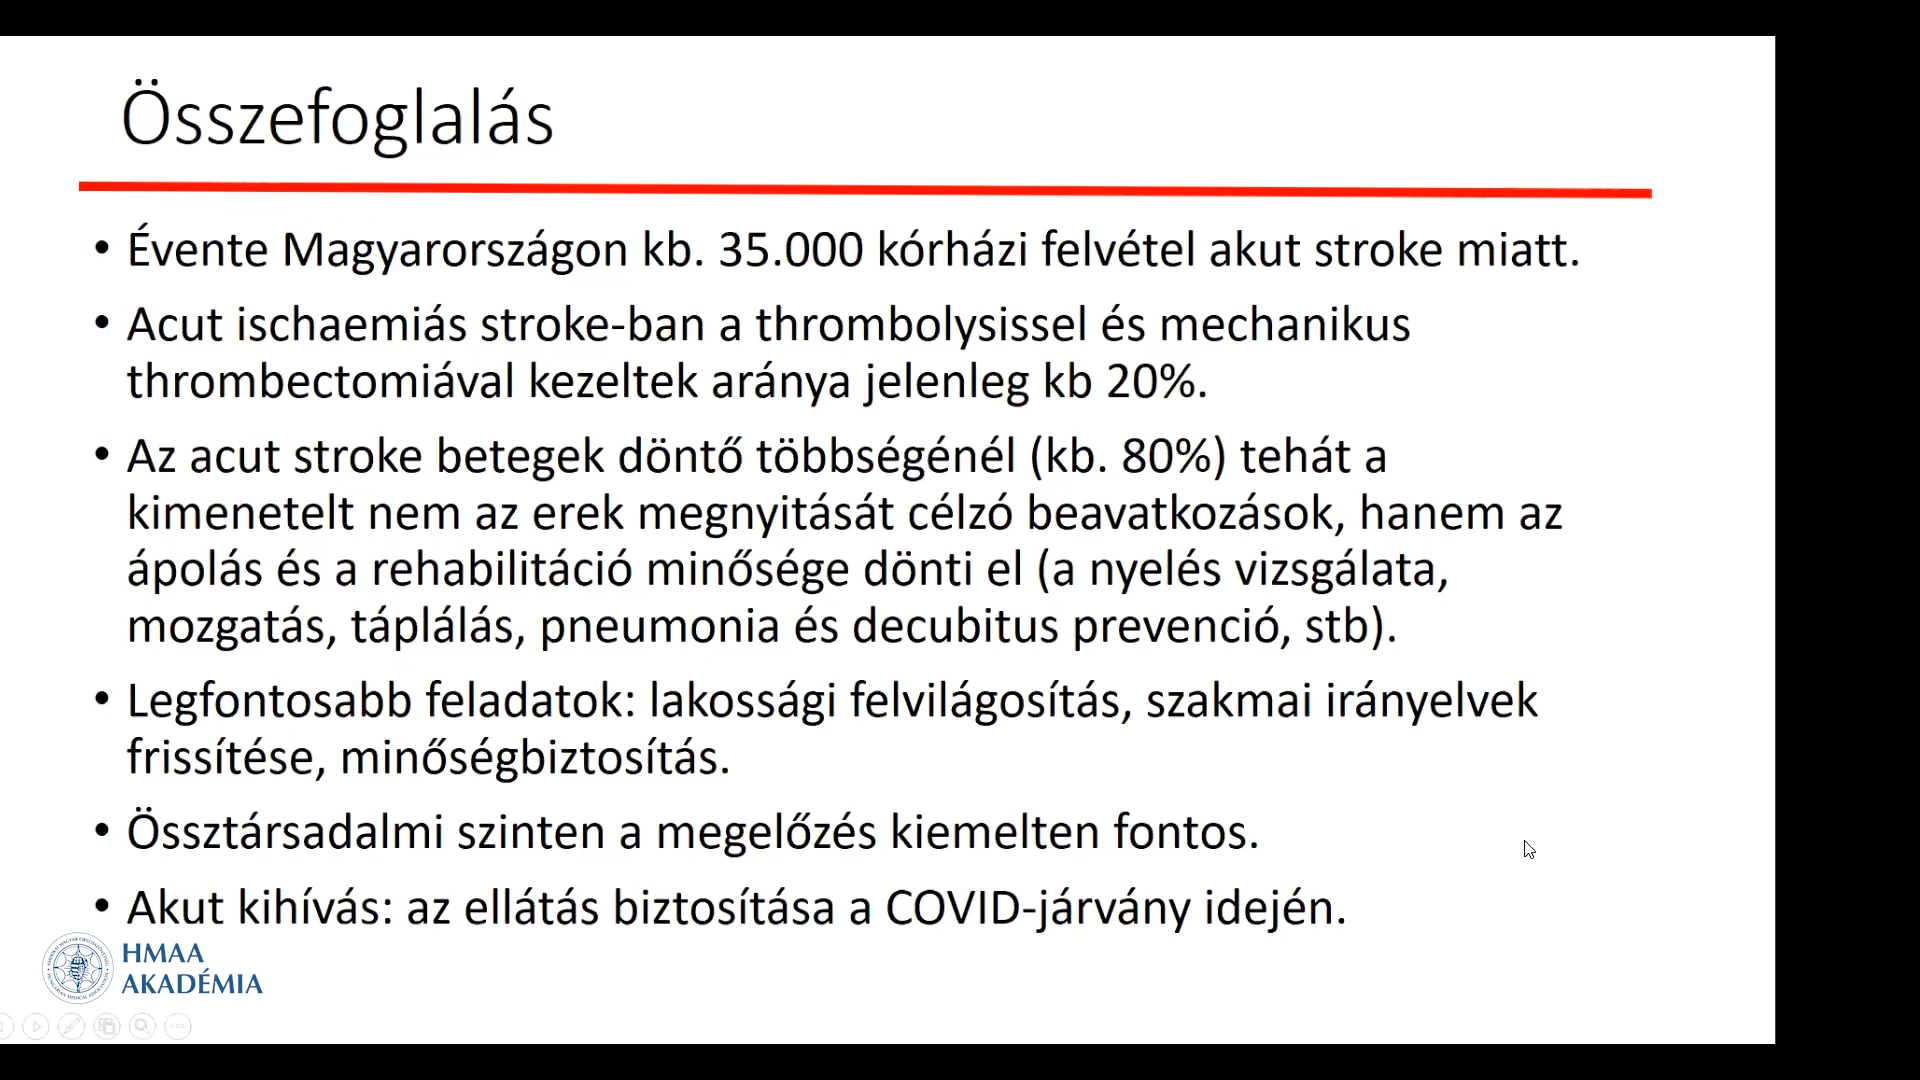 Összefoglalás
• Évente Magyarországon kb. 35.000 kórházi felvétel akut stroke miatt.
• Acut ischaemiás stroke-ban a thrombolysissel és mechanikus
thrombectomiával kezeltek aránya jelenleg kb 20%.
• Az acut stroke betegek döntő többségénél (kb. 80%) tehát a
kimenetelt nem az erek megnyitását célzó beavatkozások, hanem az
ápolás és a rehabilitáció minősége dönti el (a nyelés vizsgálata,
mozgatás, táplálás, pneumonia és decubitus prevenció, stb).
• Legfontosabb feladatok: lakossági felvilágosítás, szakmai irányelvek
frissítése, minőségbiztosítás.
• Össztársadalmi szinten a megelőzés kiemelten fontos.
• Akut kihívás: az ellátás biztosítása a COVID-járvány idején.
HMAA
AKADÉMIA